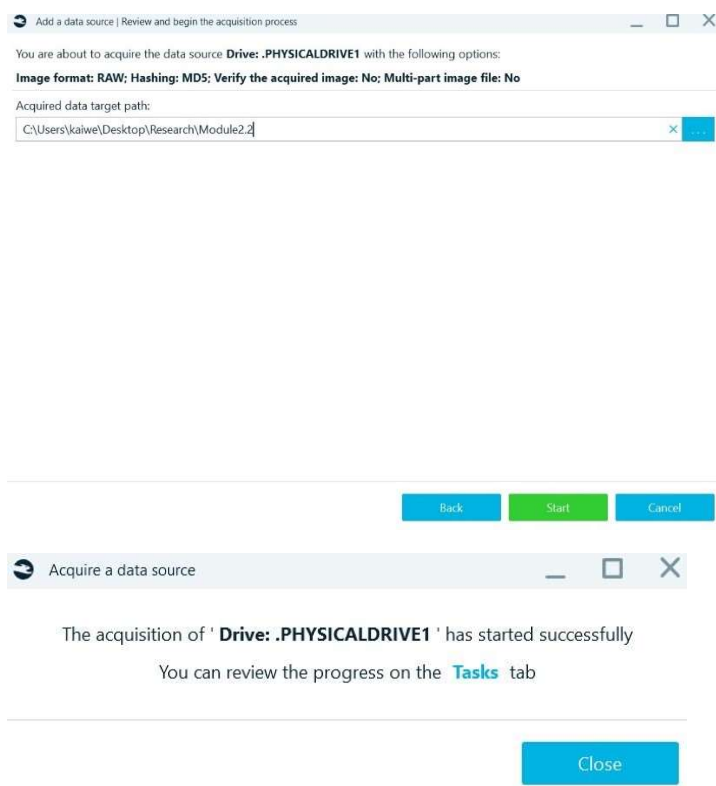 Add a data source | Review and begin the acquisition process
You are about to acquire the data source Drive: .PHYSICALDRIVE1 with the following options:
Image format: RAW; Hashing: MD5; Verify the acquired image: No; Multi-part image file: No
Acquired data target path:
C:\Users\kaiwe\Desktop\Research\Module2.2
...
Back Start Cancel
Acquire a data source
The acquisition of ' Drive: .PHYSICALDRIVE1 ' has started successfully
You can review the progress on the Tasks tab
Close